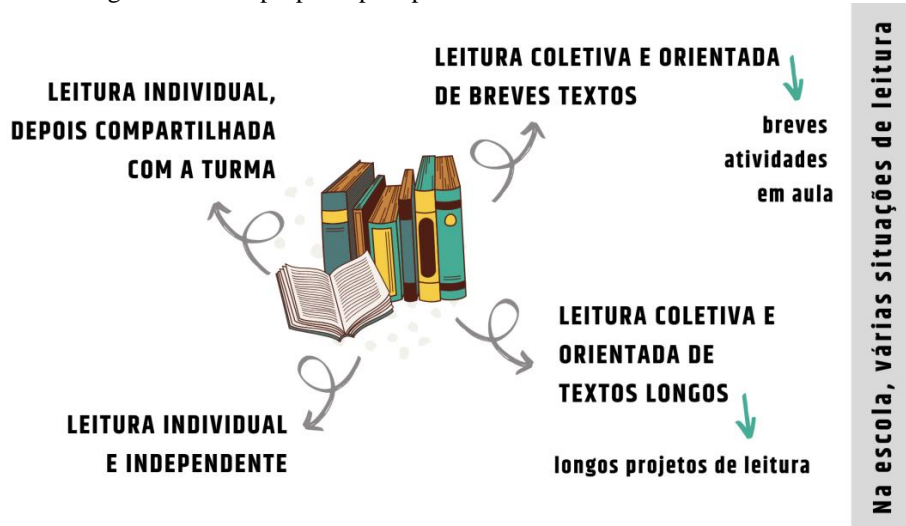 LEITURA COLETIVA E ORIENTADA
DE BREVES TEXTOS
breves
atividades
em aula
LEITURA INDIVIDUAL,
DEPOIS COMPARTILHADA
COM A TURMA
LEITURA COLETIVA E
ORIENTADA DE
TEXTOS LONGOS
longos projetos de leitura
LEITURA INDIVIDUAL
E INDEPENDENTE
Na escola, várias situações de leitura